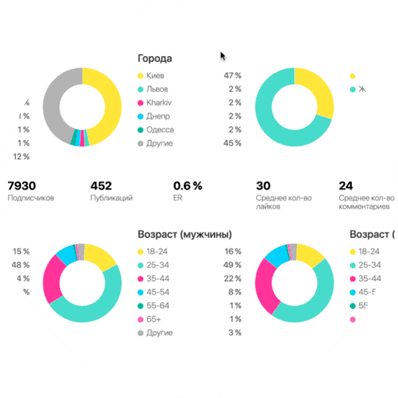 Города
Киев 47 %
Львов 2 %
Kharkiv 2 %
Днепр 2 %
Одесса 2 %
Другие 45 %
1 %
1 %
12 %
7930
Подписчиков
452
Публикаций
0.6 %
ER
30
Среднее кол-во
лайков
24
Среднее кол-во
комментариев
Возраст (мужчины)
15 %
48 %
4 %
%
18-24 16 %
25-34 49 %
35-44 22 %
45-54 8 %
55-64 1 %
65+ 1 %
Другие 3 %
Возраст (
18-24
25-34
35-44